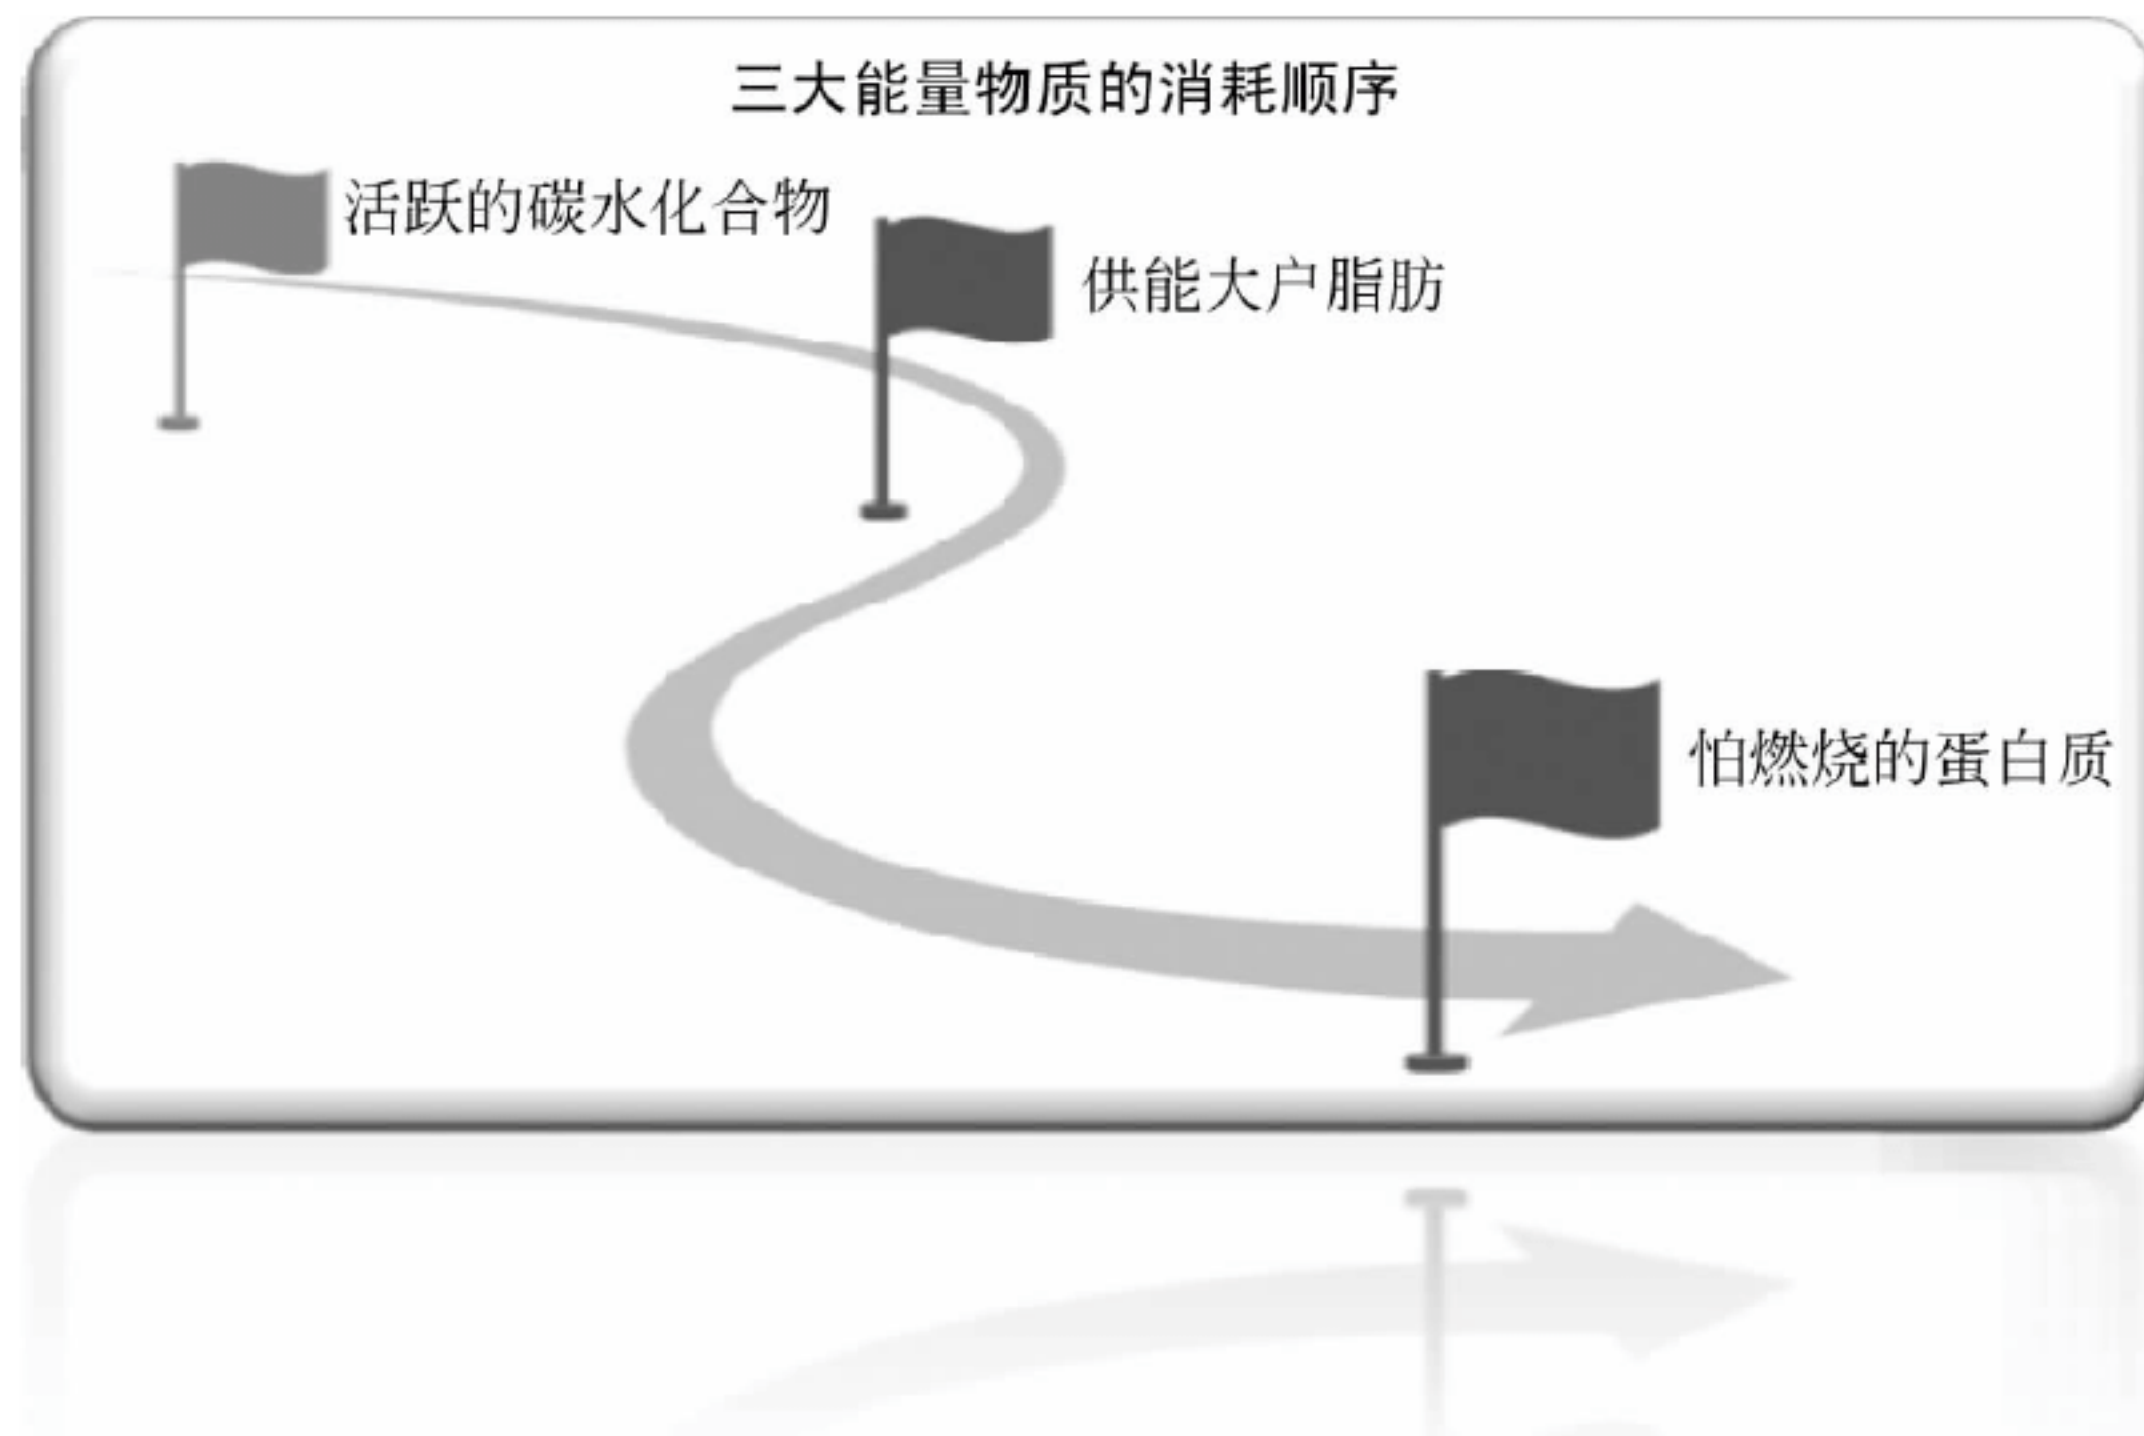 三大能量物质的消耗顺序
活跃的碳水化合物
供能大户脂肪
怕燃烧的蛋白质